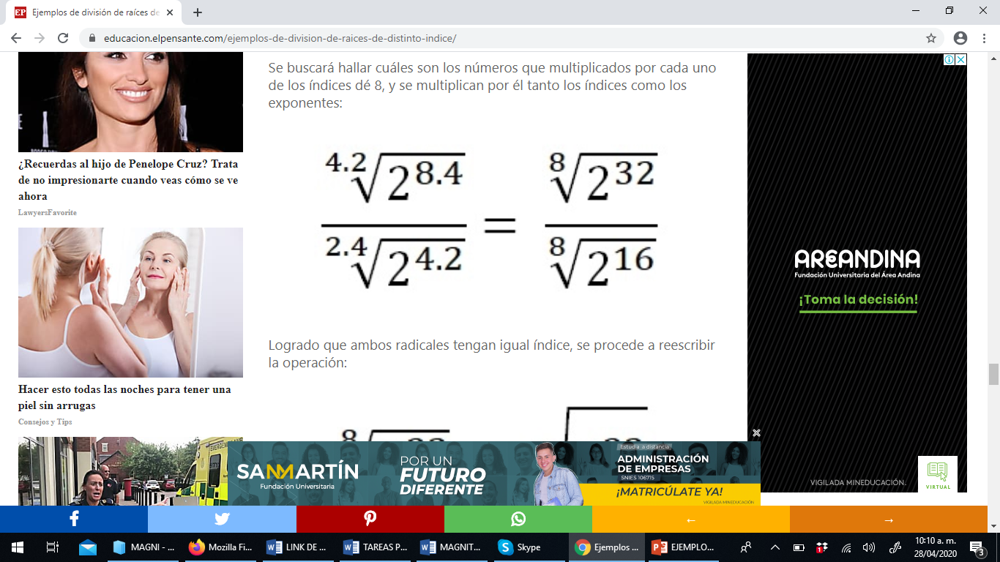 EP Ejemplos de división de raíces de
educacion.elpensante.com/ejemplos-de-division-de-raices-de-distinto-indice/
¿Recuerdas al hijo de Penelope Cruz? Trata
de no impresionarte cuando veas cómo se ve
ahora
LawyersFavorite
Hacer esto todas las noches para tener una
piel sin arrugas
Consejos y Tips
Se buscará hallar cuáles son los números que multiplicados por cada uno
de los índices dé 8, y se multiplican por él tanto los índices como los
exponentes:
4.2√2^8.4 / 2.4√2^4.2 = 8√2^32 / 8√2^16
Logrado que ambos radicales tengan igual índice, se procede a reescribir
la operación:
AREANDINA
Fundación Universitaria del Área Andina
¡Toma la decisión!
VIGILADA MINEDUCACIÓN.
VIRTUAL
SANMARTÍN
Fundación Universitaria
POR UN
FUTURO
DIFERENTE
Estudia a distancia
ADMINISTRACIÓN
DE EMPRESAS
SNIES 106715
¡MATRICÚLATE YA!
VIGILADA MINEDUCACIÓN
MAGNI - ...
Mozilla Fi...
LINK DE ...
TAREAS P...
MAGNIT...
Skype
Ejemplos ...
EJEMPLO...
10:10 a. m.
28/04/2020
3